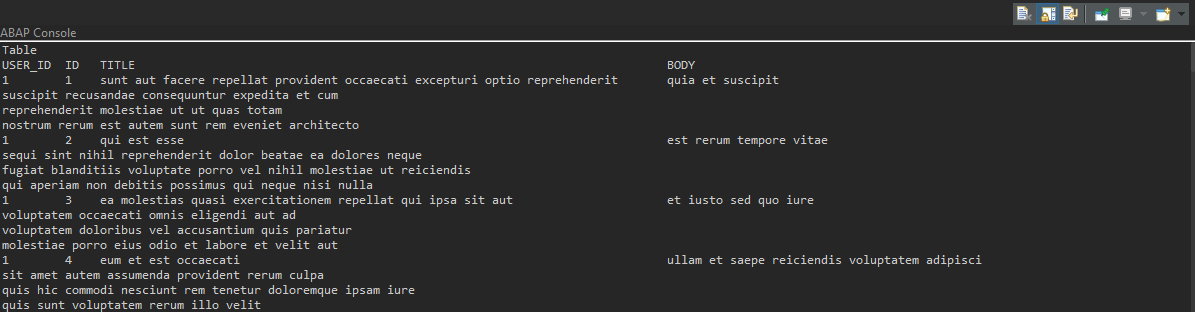 ABAP Console
Table
USER_ID ID TITLE BODY
1 1 sunt aut facere repellat provident occaecati excepturi optio reprehenderit quia et suscipit
suscipit recusandae consequuntur expedita et cum
reprehenderit molestiae ut ut quas totam
nostrum rerum est autem sunt rem eveniet architecto
1 2 qui est esse est rerum tempore vitae
sequi sint nihil reprehenderit dolor beatae ea dolores neque
fugiat blanditiis voluptate porro vel nihil molestiae ut reiciendis
qui aperiam non debitis possimus qui neque nisi nulla
1 3 ea molestias quasi exercitationem repellat qui ipsa sit aut et iusto sed quo iure
voluptatem occaecati omnis eligendi aut ad
voluptatem doloribus vel accusantium quis pariatur
molestiae porro eius odio et labore et velit aut
1 4 eum et est occaecati ullam et saepe reiciendis voluptatem adipisci
sit amet autem assumenda provident rerum culpa
quis hic commodi nesciunt rem tenetur doloremque ipsam iure
quis sunt voluptatem rerum illo velit